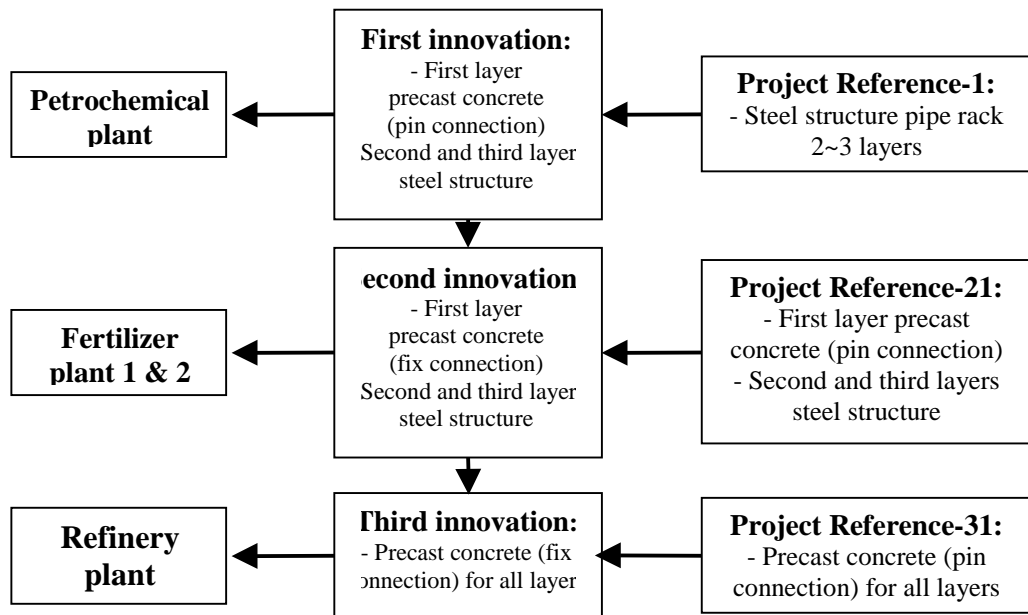 First innovation:
- First layer
precast concrete
(pin connection)
Second and third layer
steel structure
Petrochemical
plant
Project Reference-1:
- Steel structure pipe rack
2~3 layers
econd innovation
- First layer
precast concrete
(fix connection)
Second and third layer
steel structure
Fertilizer
plant 1 & 2
Project Reference-21:
- First layer precast
concrete (pin connection)
- Second and third layers
steel structure
Third innovation:
- Precast concrete (fix
onnection) for all layer
Refinery
plant
Project Reference-31:
- Precast concrete (pin
connection) for all layers